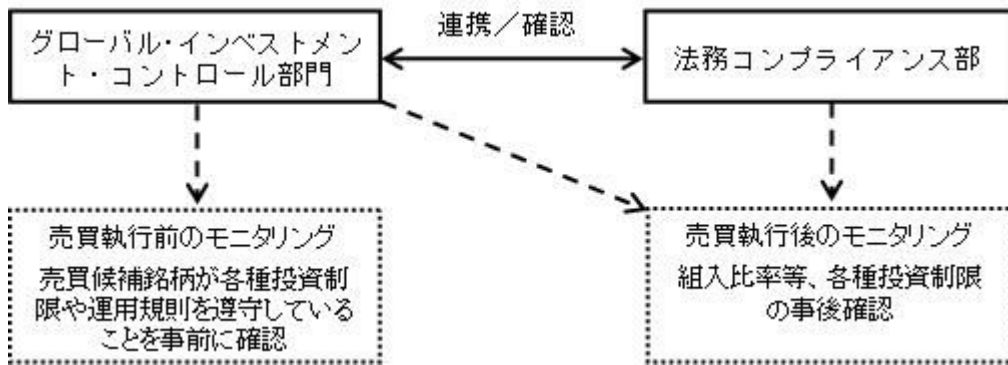 連携／確認
グローバル・インベストメン
ト・コントロール部門
法務コンプライアンス部
売買執行前のモニタリング
売買候補銘柄が各種投資制
限や運用規則を遵守している
ことを事前に確認
売買執行後のモニタリング
組入比率等、各種投資制限
の事後確認